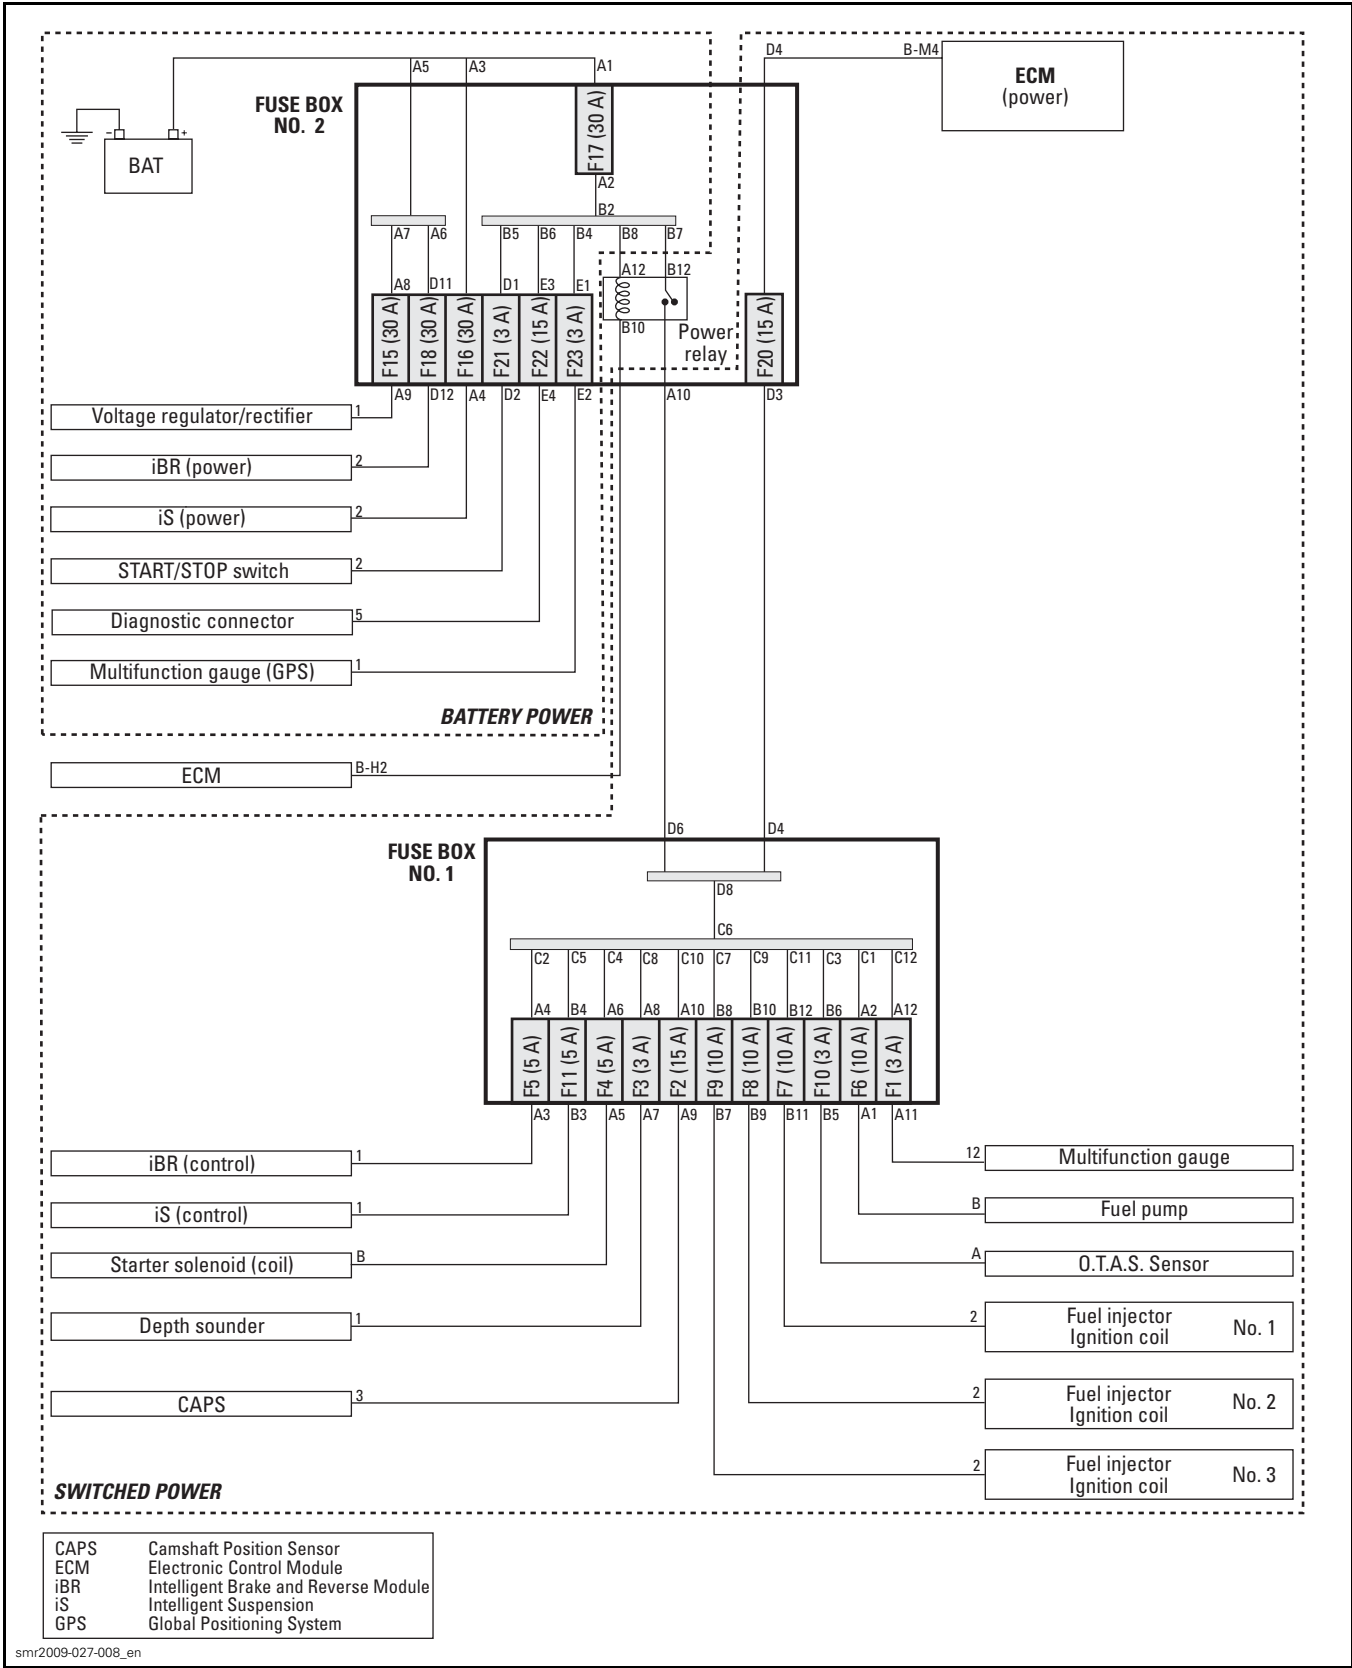 D4
B-M4
ECM
(power)
A5
A3
A1
FUSE BOX
NO. 2
- +
BAT
F17 (30 A)
A2
B2
A7 A6 B5 B6 B4 B8 B7
A12 B12
A8 D11 D1 E3 E1
F15 (30 A)
F18 (30 A)
F16 (30 A)
F21 (3 A)
F22 (15 A)
F23 (3 A)
B10
Power
relay
F20 (15 A)
A9 D12 A4 D2 E4 E2 A10 D3
Voltage regulator/rectifier 1
iBR (power) 2
iS (power) 2
START/STOP switch 2
Diagnostic connector 5
Multifunction gauge (GPS) 1
BATTERY POWER
ECM B-H2
D6 D4
FUSE BOX
NO. 1
D8
C6
C2 C5 C4 C8 C10 C7 C9 C11 C3 C1 C12
A4 B4 A6 A8 A10 B8 B10 B12 B6 A2 A12
F5 (5 A)
F11 (5 A)
F4 (5 A)
F3 (3 A)
F2 (15 A)
F9 (10 A)
F8 (10 A)
F7 (10 A)
F10 (3 A)
F6 (10 A)
F1 (3 A)
A3 B3 A5 A7 A9 B7 B9 B11 B5 A1 A11
iBR (control) 1
iS (control) 1
Starter solenoid (coil) B
Depth sounder 1
CAPS 3
12 Multifunction gauge
B Fuel pump
A O.T.A.S. Sensor
2 Fuel injector
Ignition coil No. 1
2 Fuel injector
Ignition coil No. 2
2 Fuel injector
Ignition coil No. 3
SWITCHED POWER
CAPS Camshaft Position Sensor
ECM Electronic Control Module
iBR Intelligent Brake and Reverse Module
iS Intelligent Suspension
GPS Global Positioning System
smr2009-027-008_en